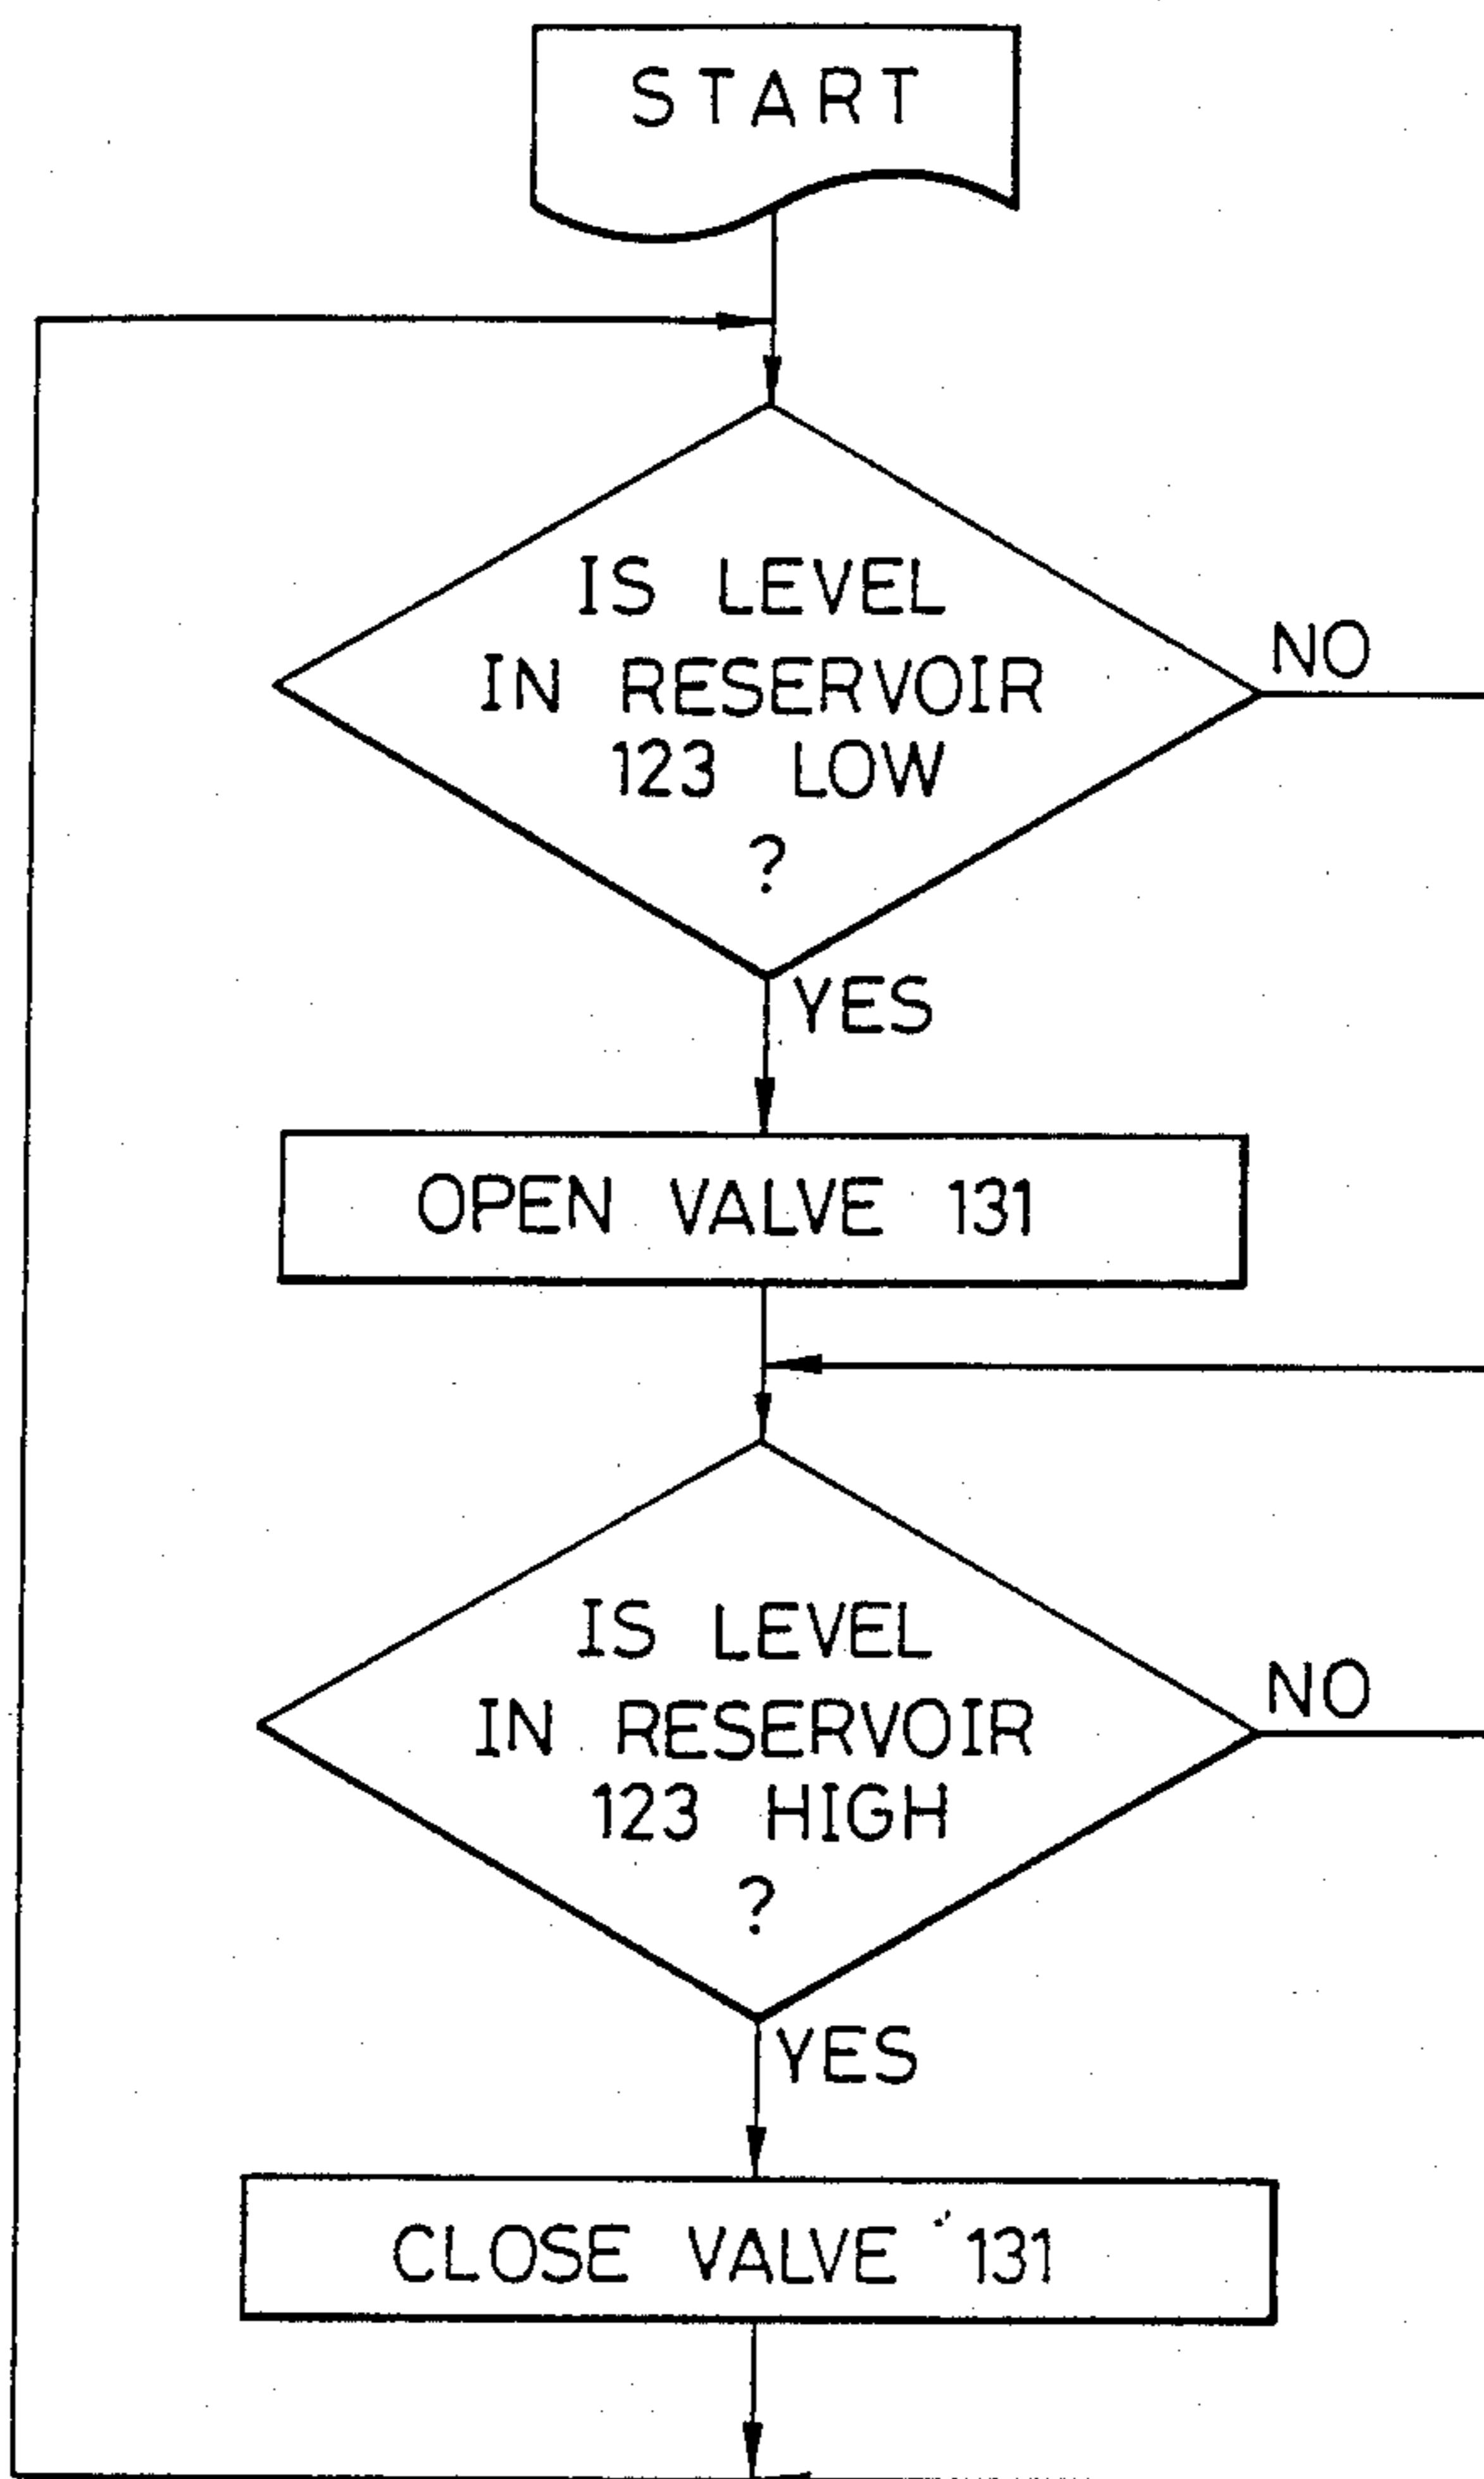 START
IS LEVEL
IN RESERVOIR
123 LOW
?
NO
YES
OPEN VALVE 131
IS LEVEL
IN RESERVOIR
123 HIGH
?
NO
YES
CLOSE VALVE 131